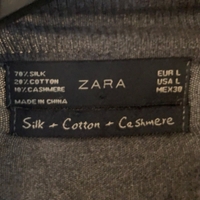 70% SILK
20% COTTON
10% CASHMERE
MADE IN CHINA
ZARA
EUR L
USA L
MEX 30
Silk + Cotton + Cashmere